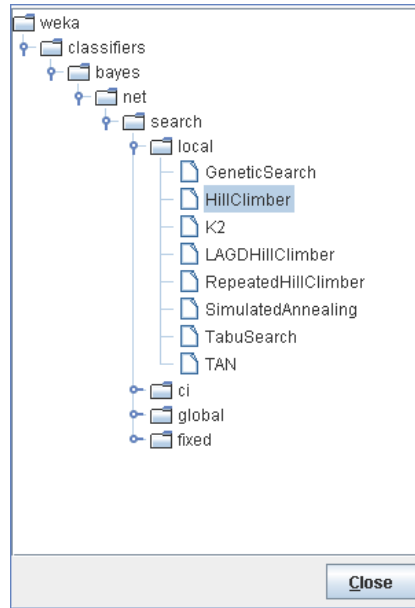 weka
classifiers
bayes
net
search
local
GeneticSearch
HillClimber
K2
LAGDHillClimber
RepeatedHillClimber
SimulatedAnnealing
TabuSearch
TAN
ci
global
fixed
Close